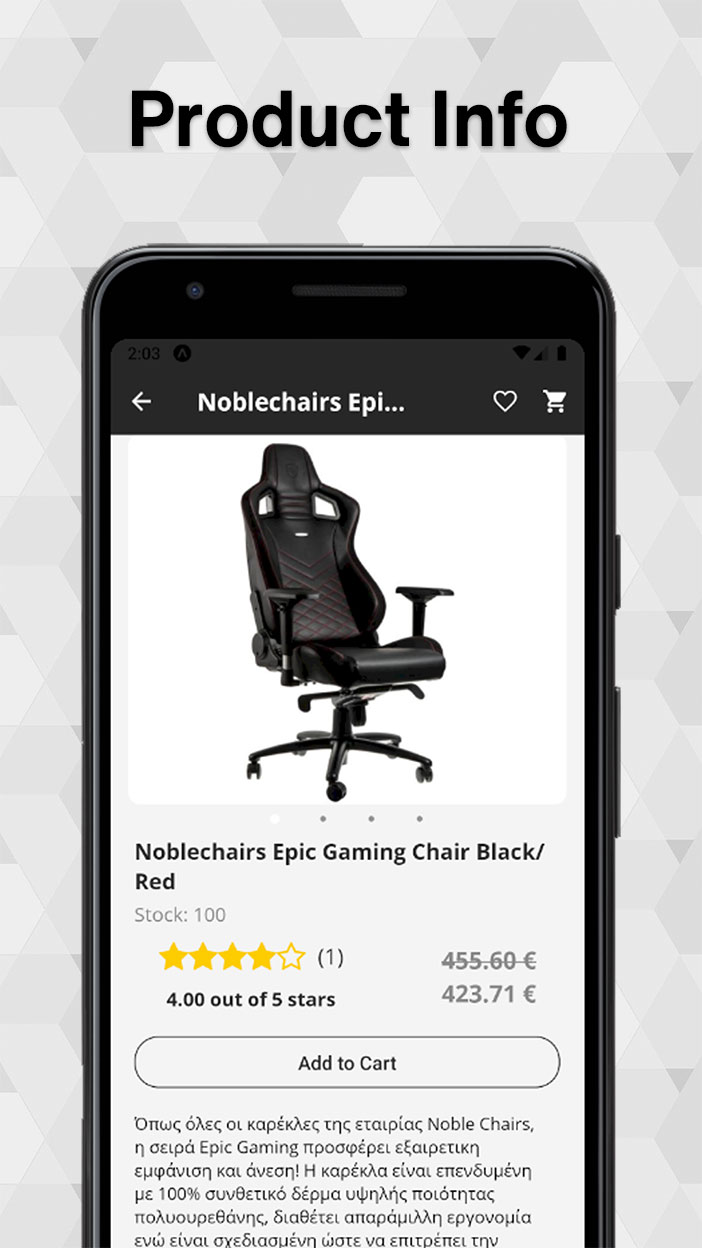 Product Info
2:03
Noblechairs Epi...
Noblechairs Epic Gaming Chair Black/
Red
Stock: 100
(1)
455.60 €
4.00 out of 5 stars
423.71 €
Add to Cart
Όπως όλες οι καρέκλες της εταιρίας Noble Chairs,
η σειρά Epic Gaming προσφέρει εξαιρετικη
εμφάνιση και άνεση! Η καρέκλα είναι επενδυμένη
με 100% συνθετικό δέρμα υψηλής ποιότητας
πολυουρεθάνης, διαθέτει απαράμιλλη εργονομία
ενώ είναι σχεδιασμένη ώστε να επιτρέπει την